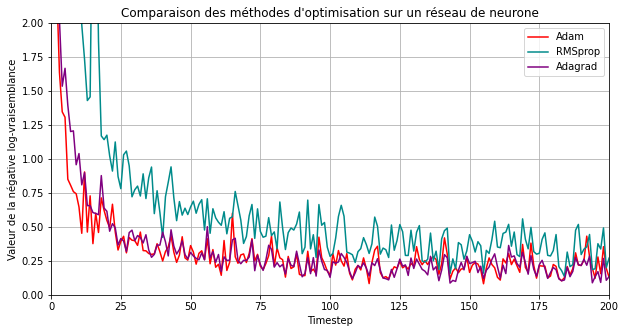 Comparaison des méthodes d'optimisation sur un réseau de neurone
Valeur de la négative log-vraisemblance
2.00
1.75
1.50
1.25
1.00
0.75
0.50
0.25
0.00
Adam
RMSprop
Adagrad
0 25 50 75 100 125 150 175 200
Timestep